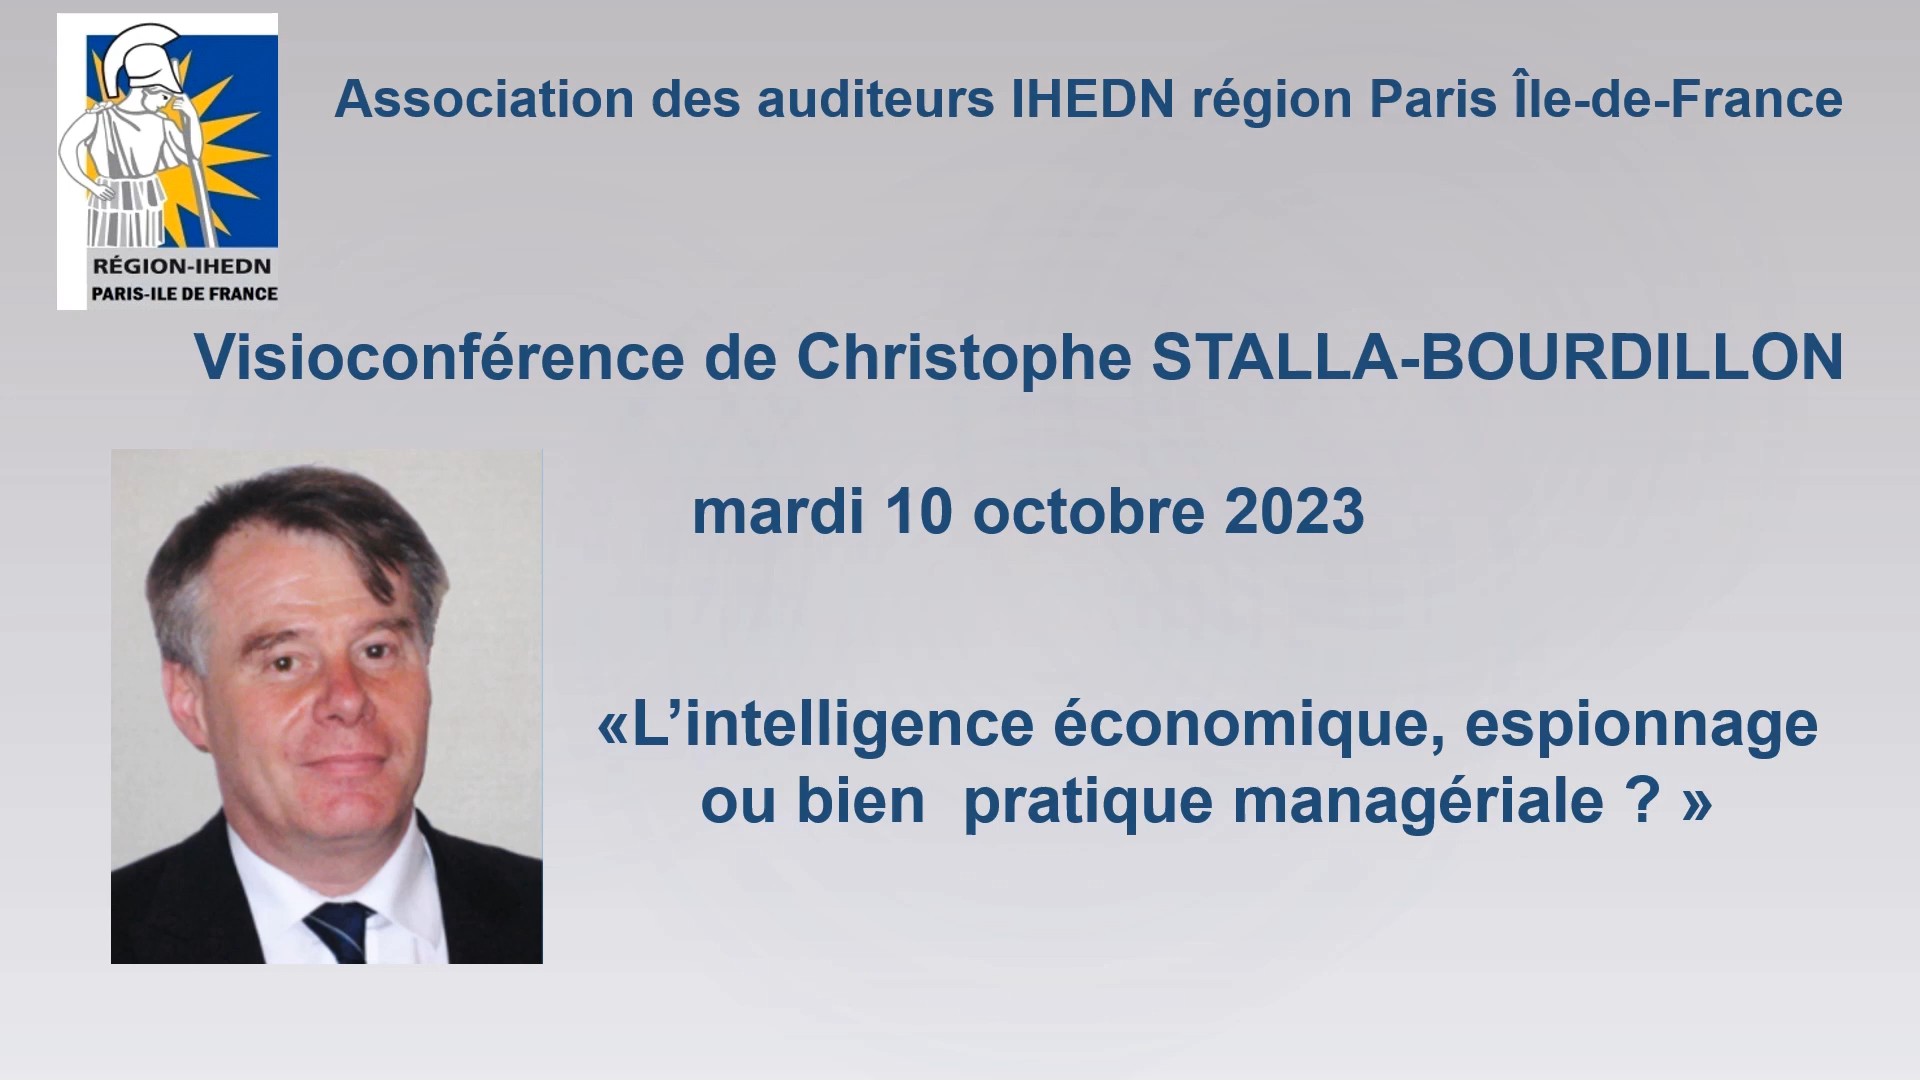 Association des auditeurs IHEDN région Paris Île-de-France
RÉGION-IHEDN
PARIS-ILE DE FRANCE
Visioconférence de Christophe STALLA-BOURDILLON
mardi 10 octobre 2023
«L’intelligence économique, espionnage
ou bien  pratique managériale ? »